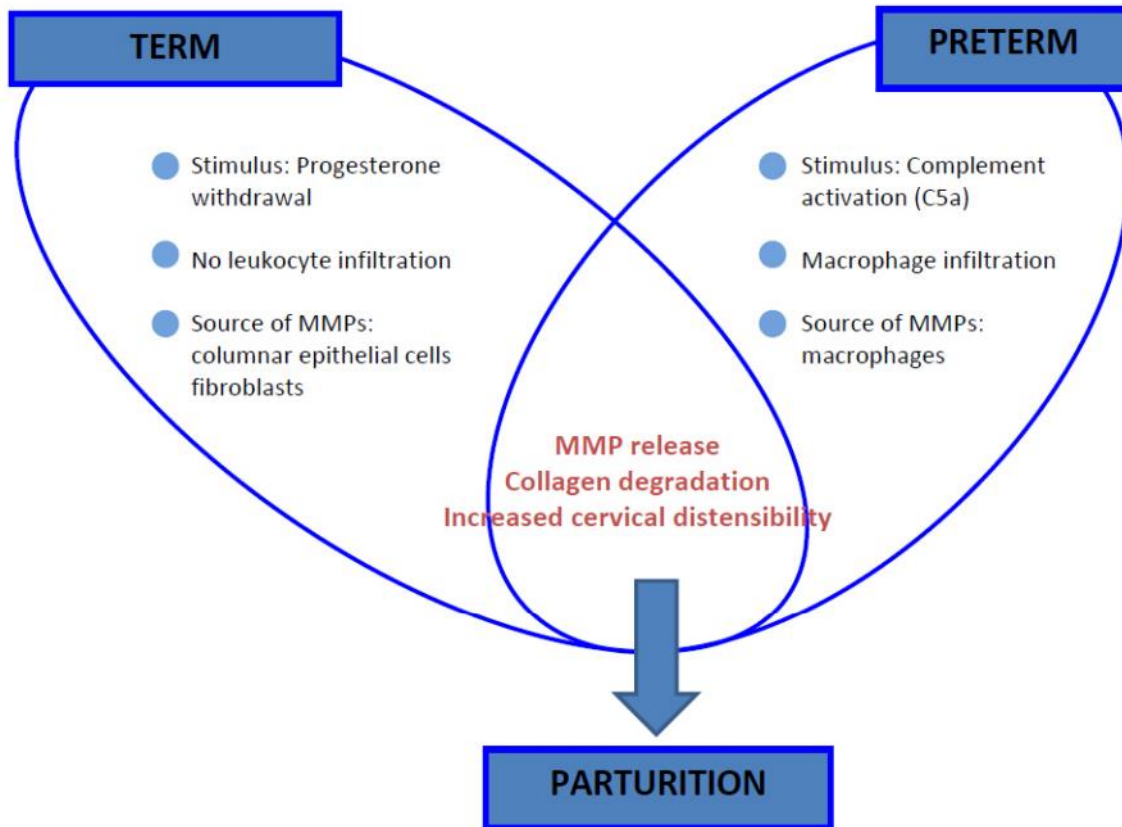 TERM
PRETERM
Stimulus: Progesterone
withdrawal
No leukocyte infiltration
Source of MMPs:
columnar epithelial cells
fibroblasts
Stimulus: Complement
activation (C5a)
Macrophage infiltration
Source of MMPs:
macrophages
MMP release
Collagen degradation
Increased cervical distensibility
PARTURITION